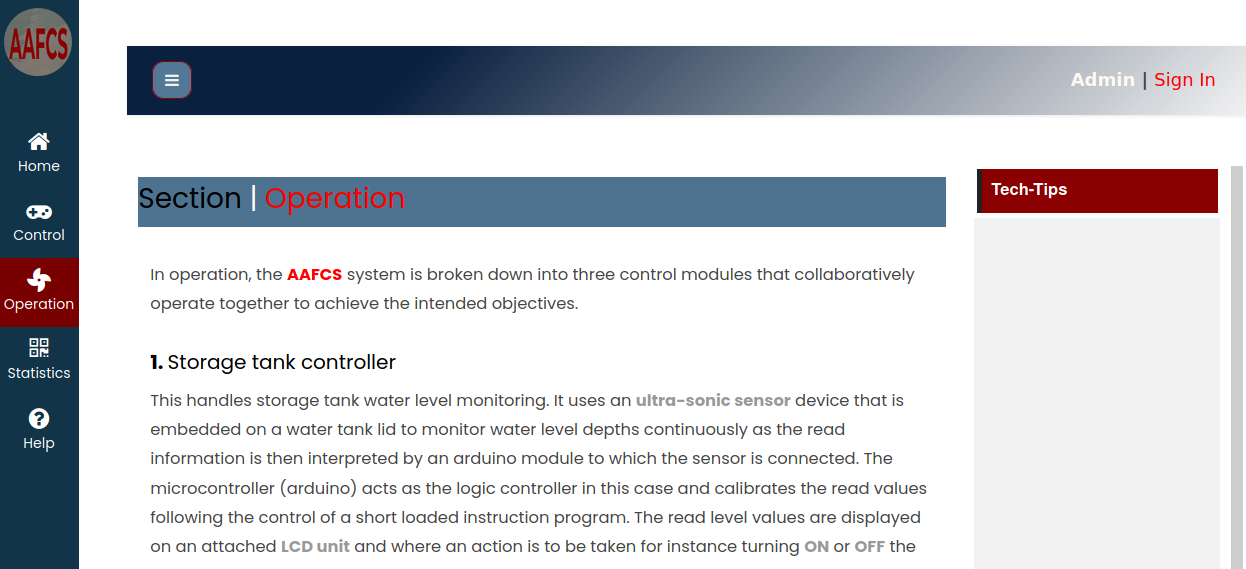 AAFCS
Home
Control
Operation
Statistics
Help
Admin | Sign In
Section | Operation
In operation, the AAFCS system is broken down into three control modules that collaboratively
operate together to achieve the intended objectives.
1. Storage tank controller
This handles storage tank water level monitoring. It uses an ultra-sonic sensor device that is
embedded on a water tank lid to monitor water level depths continuously as the read
information is then interpreted by an arduino module to which the sensor is connected. The
microcontroller (arduino) acts as the logic controller in this case and calibrates the read values
following the control of a short loaded instruction program. The read level values are displayed
on an attached LCD unit and where an action is to be taken for instance turning ON or OFF the
Tech-Tips